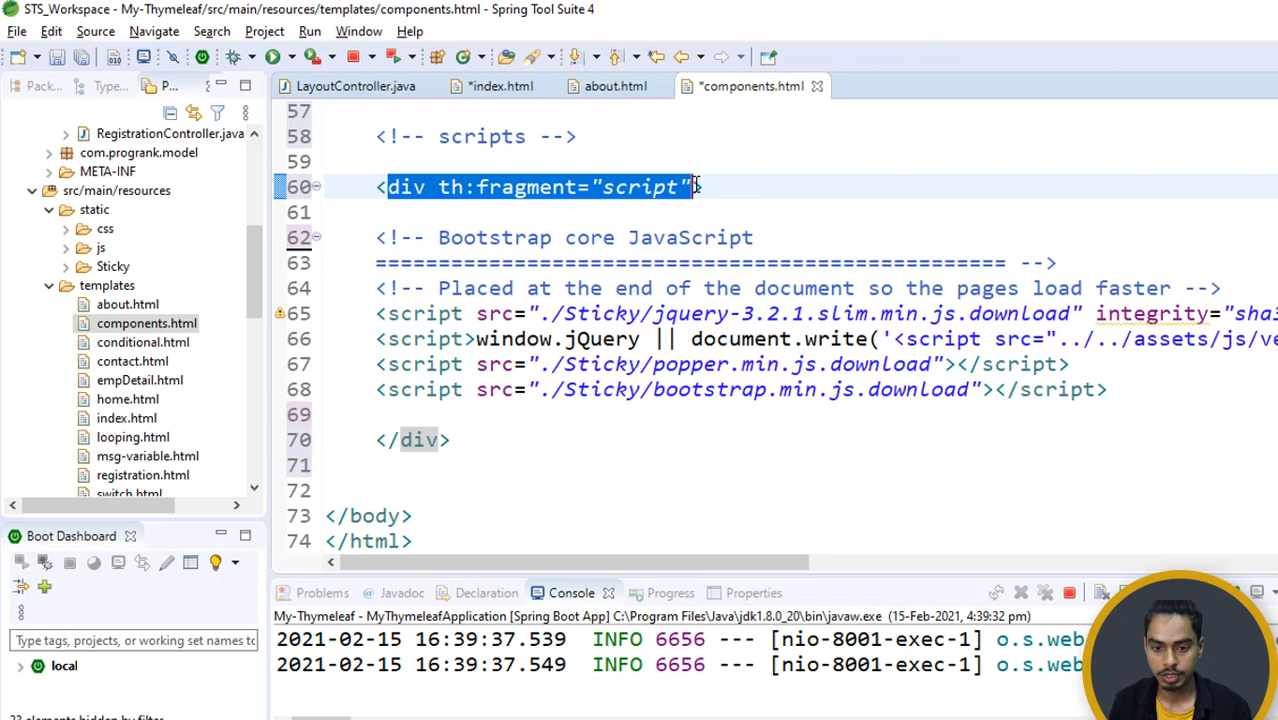 STS_Workspace - My-Thymeleaf/src/main/resources/templates/components.html - Spring Tool Suite 4
File Edit Source Navigate Search Project Run Window Help
Pack... Type... P...
LayoutController.java *index.html about.html *components.html
RegistrationController.java
com.progrank.model
META-INF
src/main/resources
static
css
js
Sticky
templates
about.html
components.html
conditional.html
contact.html
empDetail.html
home.html
index.html
looping.html
msg-variable.html
registration.html
switch.html
57
58 <!-- scripts -->
59
60 <div th:fragment="script">
61
62 <!-- Bootstrap core JavaScript
63 ================================================== -->
64 <!-- Placed at the end of the document so the pages load faster -->
65 <script src="./Sticky/jquery-3.2.1.slim.min.js.download" integrity="sha3
66 <script>window.jQuery || document.write('<script src="../../assets/js/ve
67 <script src="./Sticky/popper.min.js.download"></script>
68 <script src="./Sticky/bootstrap.min.js.download"></script>
69
70 </div>
71
72
73 </body>
74 </html>
Boot Dashboard
Type tags, projects, or working set names to
local
23 elements hidden by filter
Problems @ Javadoc Declaration Console Progress Properties
My-Thymeleaf - MyThymeleafApplication [Spring Boot App] C:\Program Files\Java\jdk1.8.0_20\bin\javaw.exe (15-Feb-2021, 4:39:32 pm)
2021-02-15 16:39:37.539 INFO 6656 --- [nio-8001-exec-1] o.s.web
2021-02-15 16:39:37.549 INFO 6656 --- [nio-8001-exec-1] o.s.web